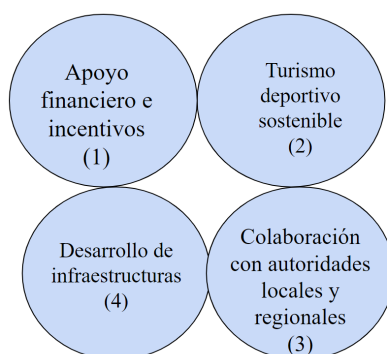 Apoyo
financiero e
incentivos
(1)
Turismo
deportivo
sostenible
(2)
Desarrollo de
infraestructuras
(4)
Colaboración
con autoridades
locales y
regionales
(3)